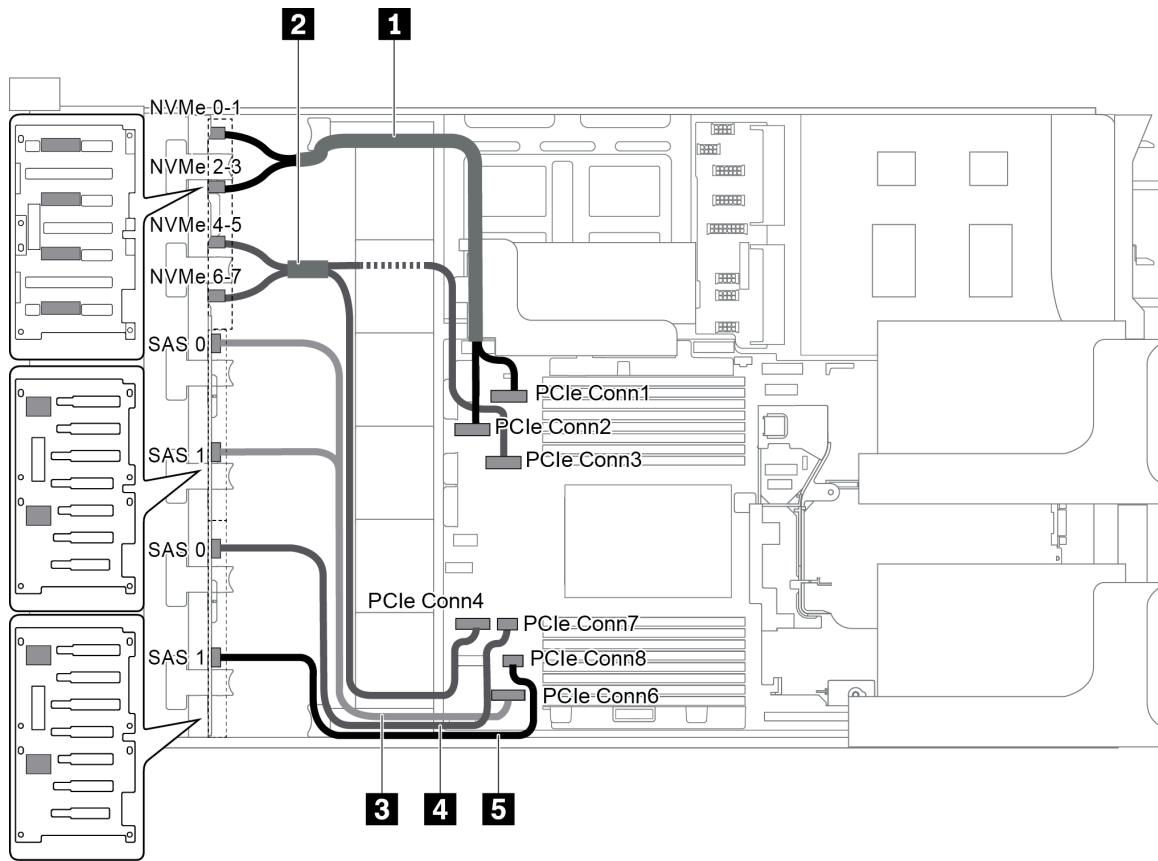 2
1
NVMe 0-1
NVMe 2-3
NVMe 4-5
NVMe 6-7
SAS 0
PCIe Conn1
PCIe Conn2
SAS 1
PCIe Conn3
SAS 0
PCIe Conn4
PCIe Conn7
SAS 1
PCIe Conn8
PCIe Conn6
3
4
5